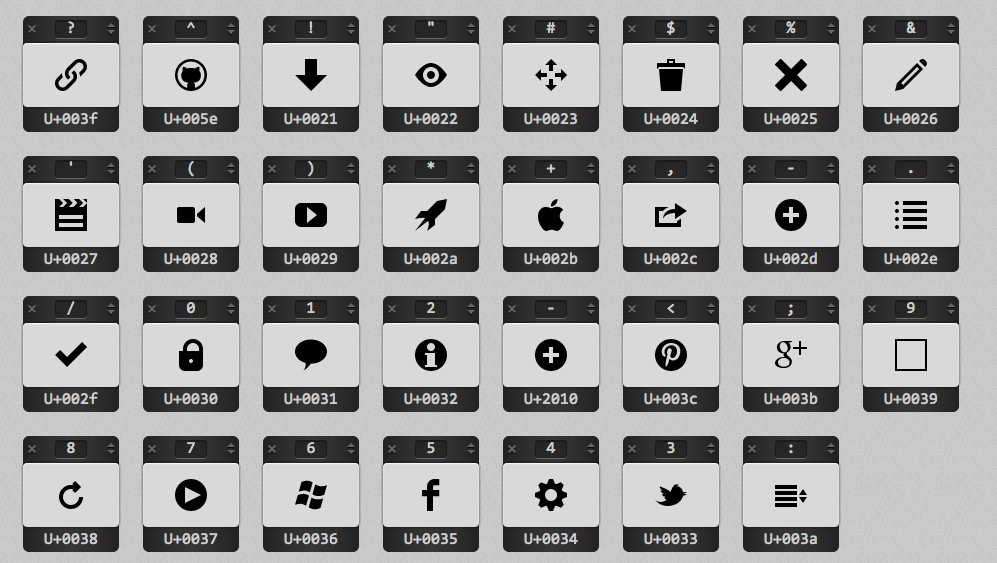 ? ^ ! " # $ % &
U+003f U+005e U+0021 U+0022 U+0023 U+0024 U+0025 U+0026
' ( ) * + , - .
U+0027 U+0028 U+0029 U+002a U+002b U+002c U+002d U+002e
/ 0 1 2 - < ; 9
g+
U+002f U+0030 U+0031 U+0032 U+2010 U+003c U+003b U+0039
8 7 6 5 4 3 :
U+0038 U+0037 U+0036 U+0035 U+0034 U+0033 U+003a